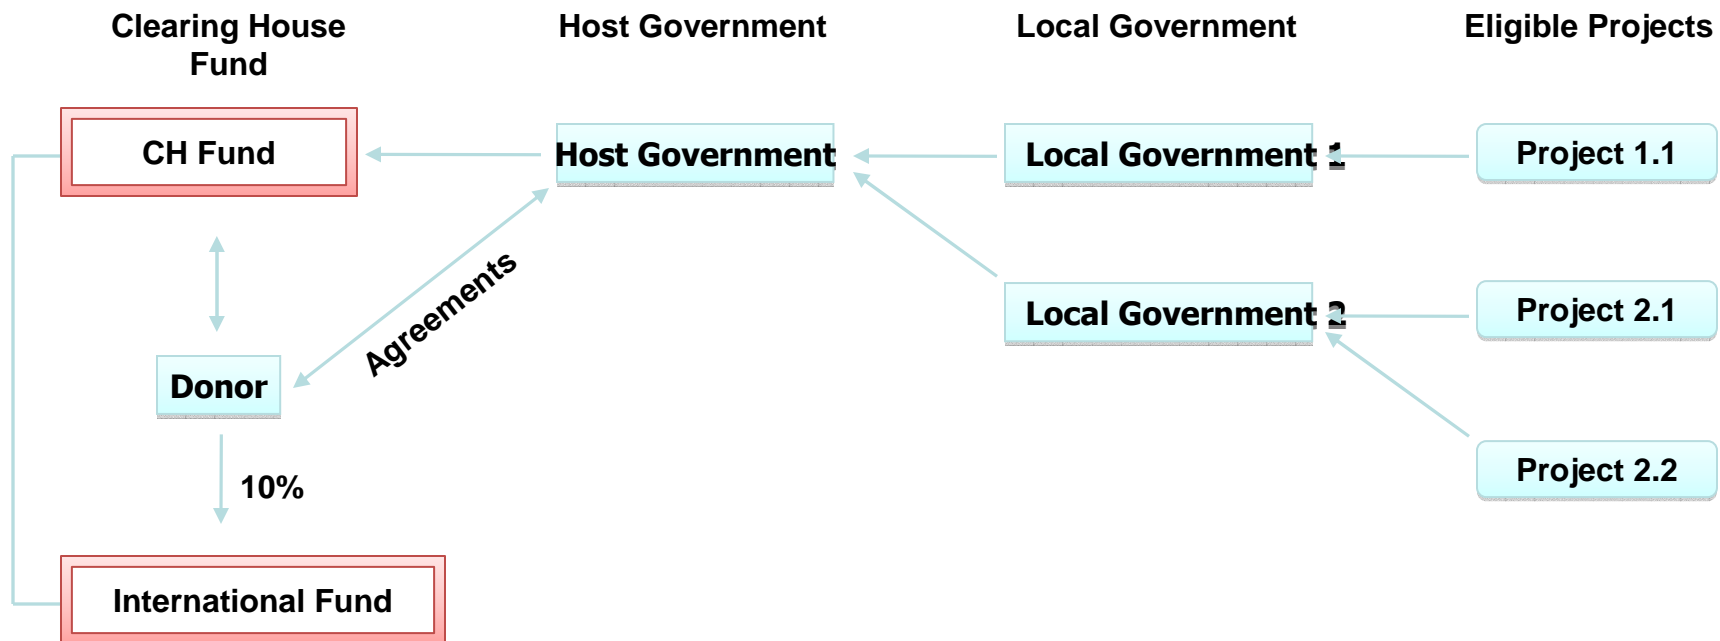 Clearing House
Fund
Host Government
Local Government
Eligible Projects
CH Fund
Host Government
Local Government 1
Project 1.1
Agreements
Local Government 2
Project 2.1
Donor
Project 2.2
10%
International Fund